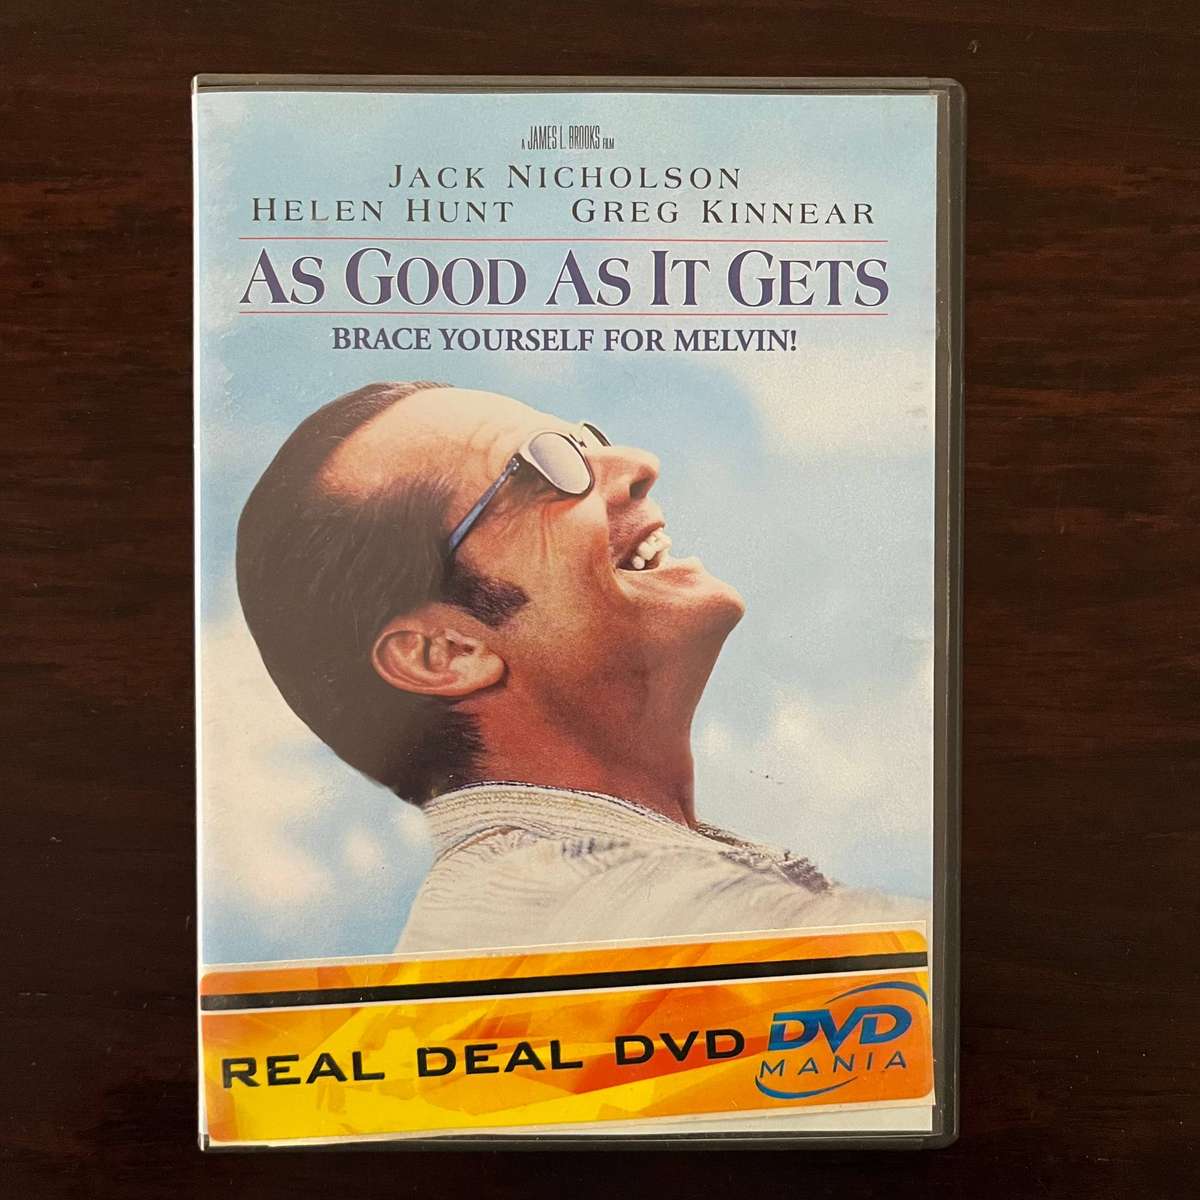 A JAMES L. BROOKS FILM
JACK NICHOLSON
HELEN HUNT GREG KINNEAR
AS GOOD AS IT GETS
BRACE YOURSELF FOR MELVIN!
REAL DEAL DVD
DVD
MANIA